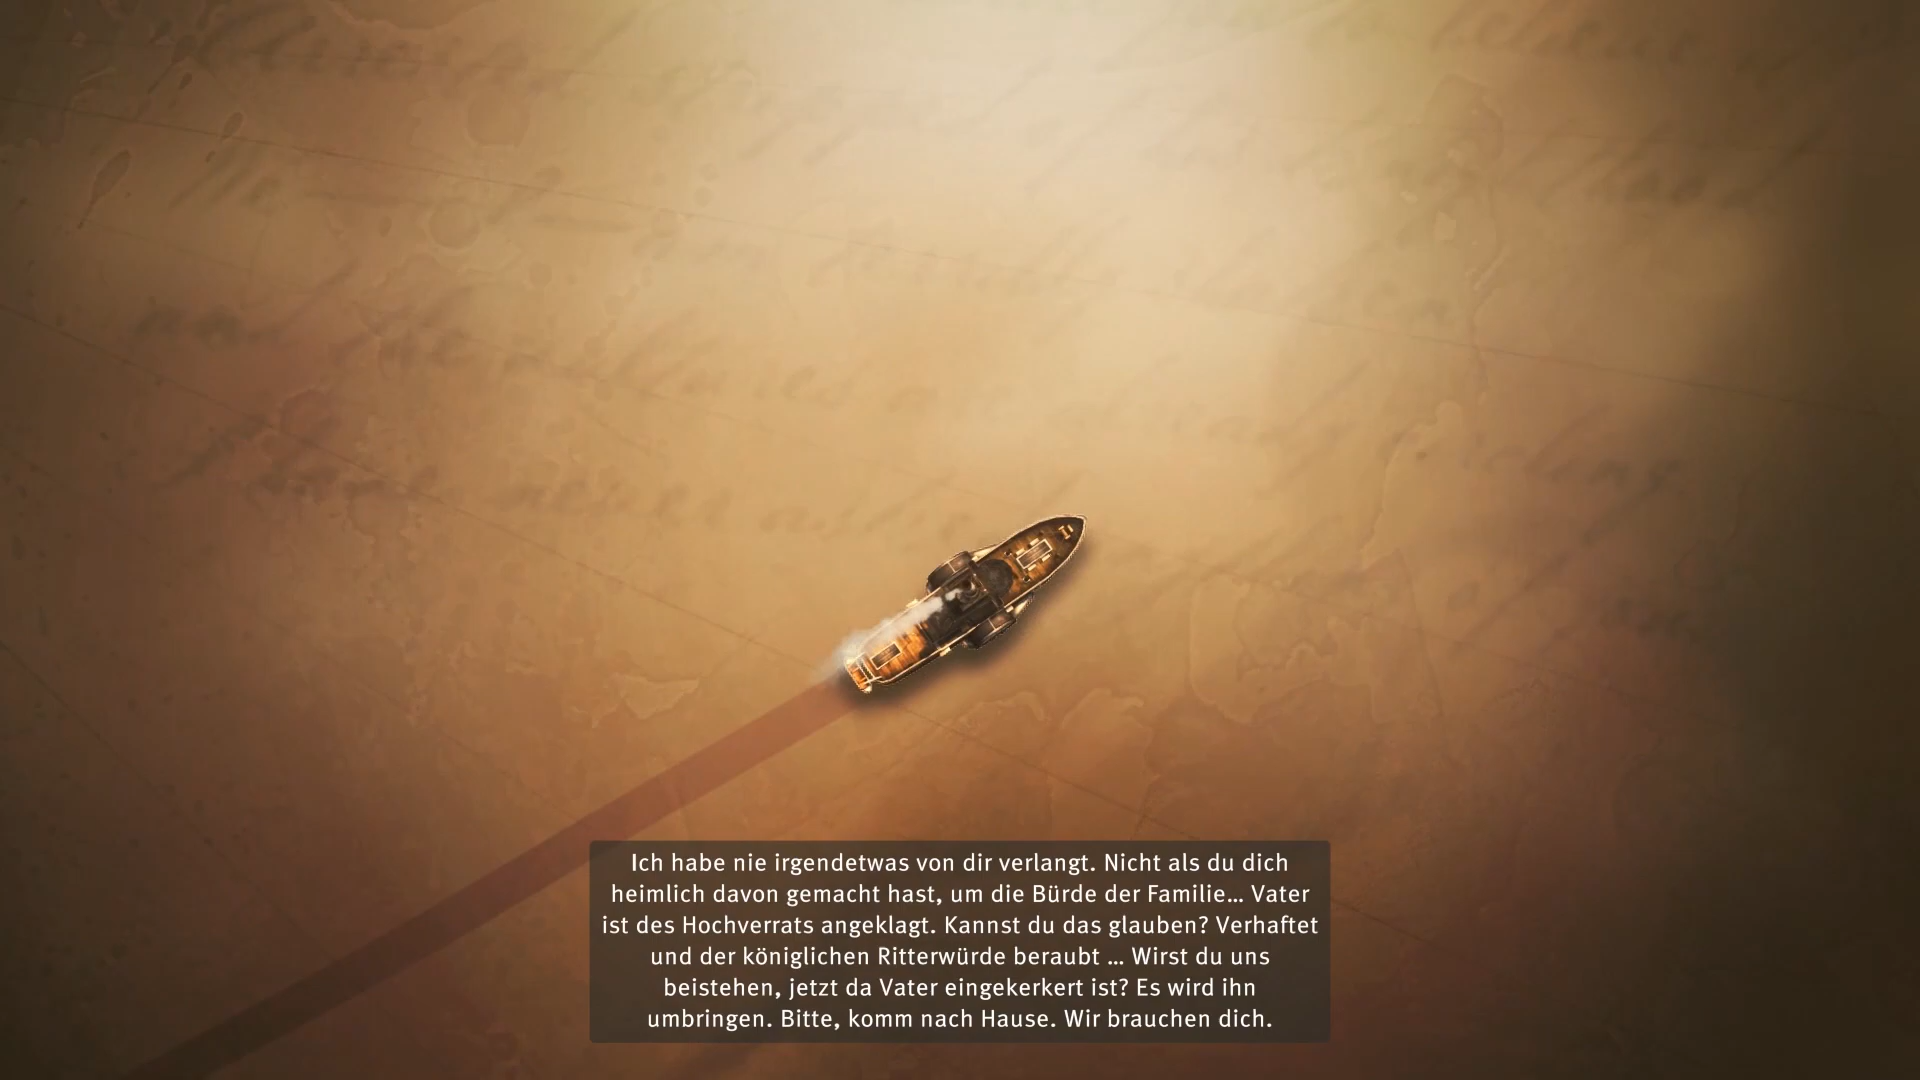 Ich habe nie irgendetwas von dir verlangt. Nicht als du dich
heimlich davon gemacht hast, um die Bürde der Familie… Vater
ist des Hochverrats angeklagt. Kannst du das glauben? Verhaftet
und der königlichen Ritterwürde beraubt … Wirst du uns
beistehen, jetzt da Vater eingekerkert ist? Es wird ihn
umbringen. Bitte, komm nach Hause. Wir brauchen dich.